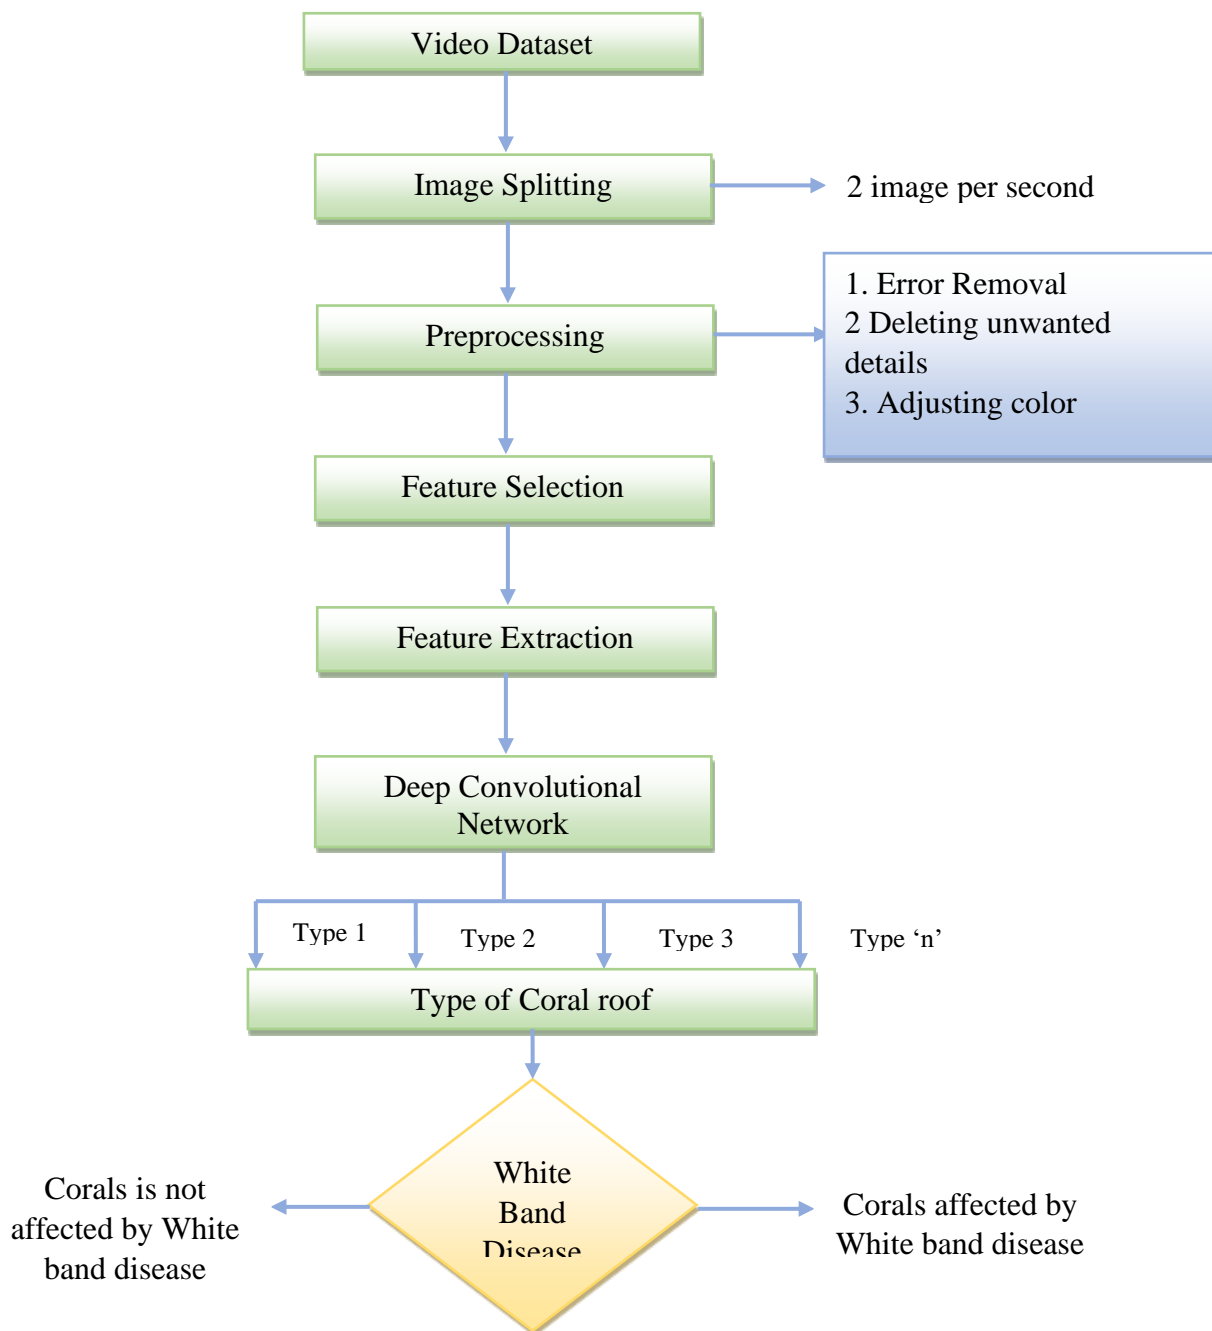 Video Dataset
Image Splitting
2 image per second
1. Error Removal
2 Deleting unwanted
details
3. Adjusting color
Preprocessing
Feature Selection
Feature Extraction
Deep Convolutional
Network
Type 1
Type 2
Type 3
Type ‘n’
Type of Coral roof
White
Band
Disease
Corals is not
affected by White
band disease
Corals affected by
White band disease